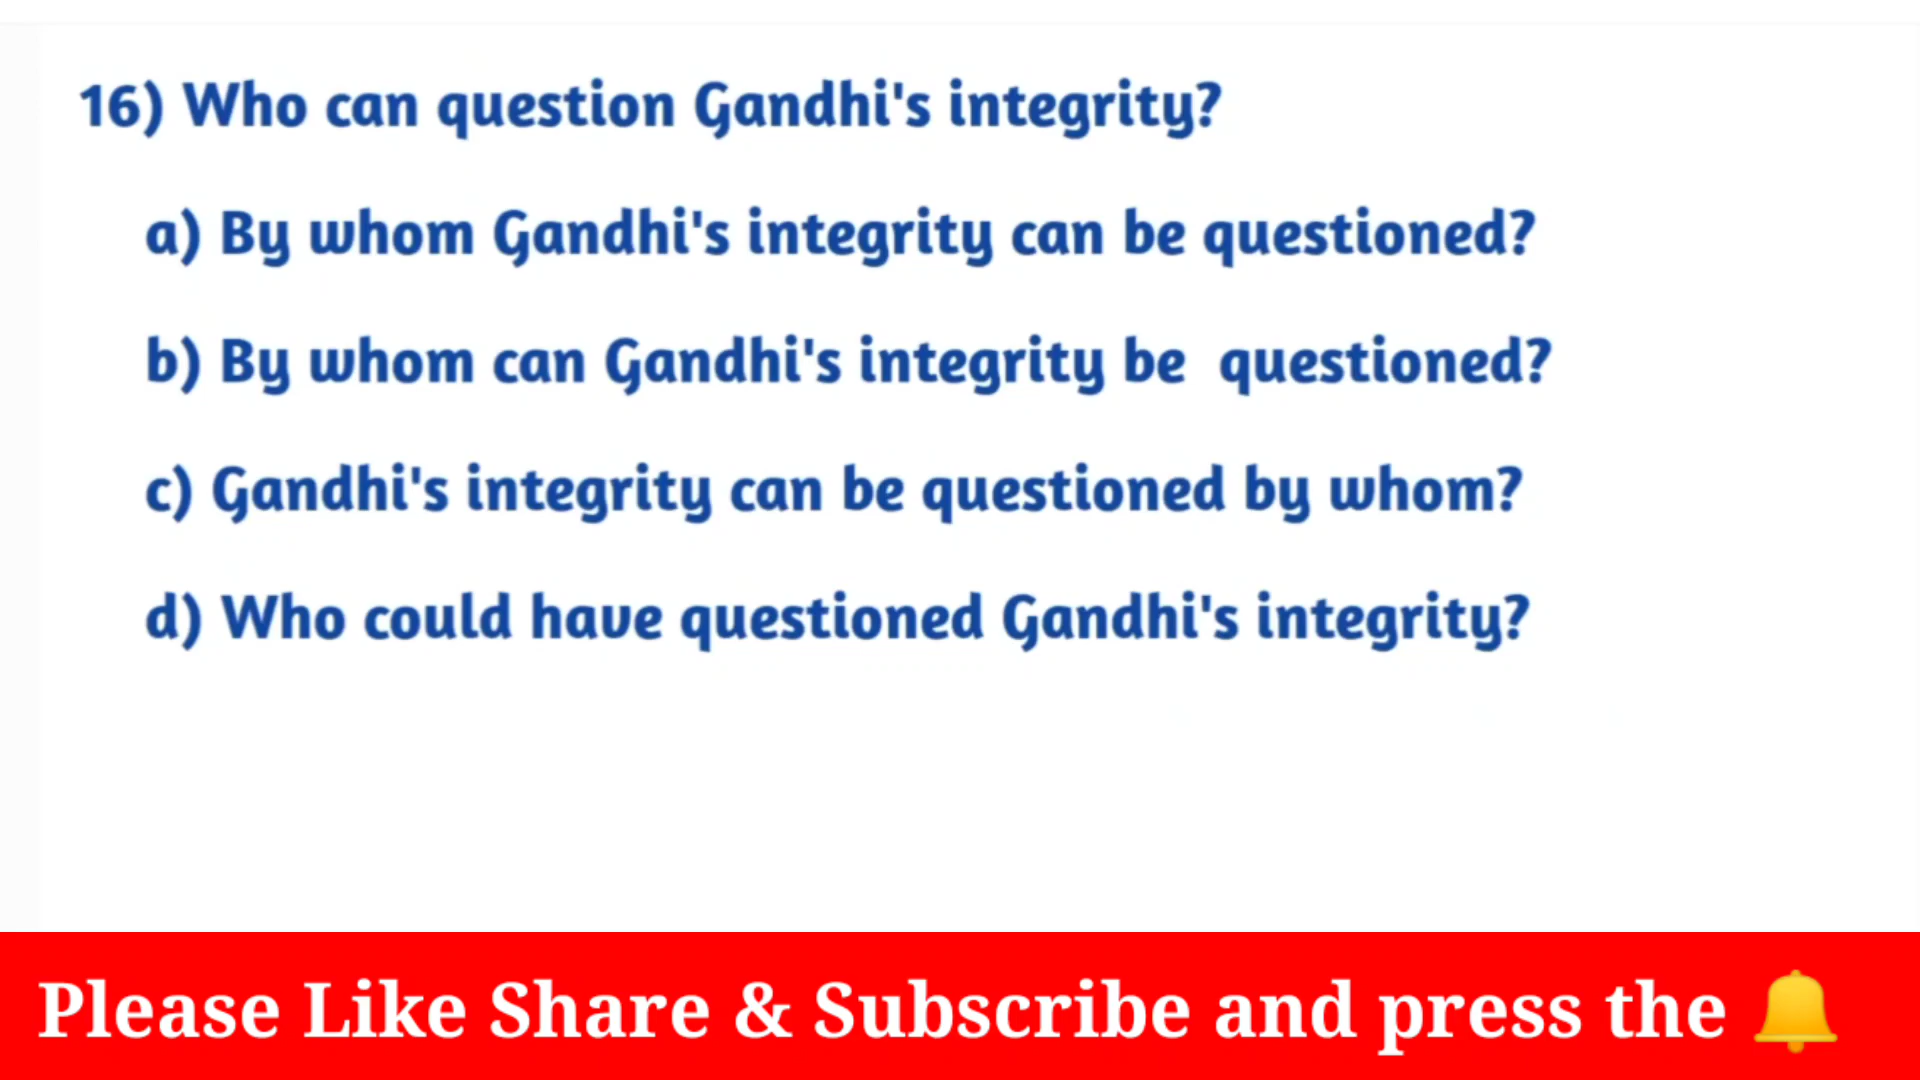 16) Who can question Gandhi's integrity?
a) By whom Gandhi's integrity can be questioned?
b) By whom can Gandhi's integrity be questioned?
c) Gandhi's integrity can be questioned by whom?
d) Who could have questioned Gandhi's integrity?
Please Like Share & Subscribe and press the 🔔